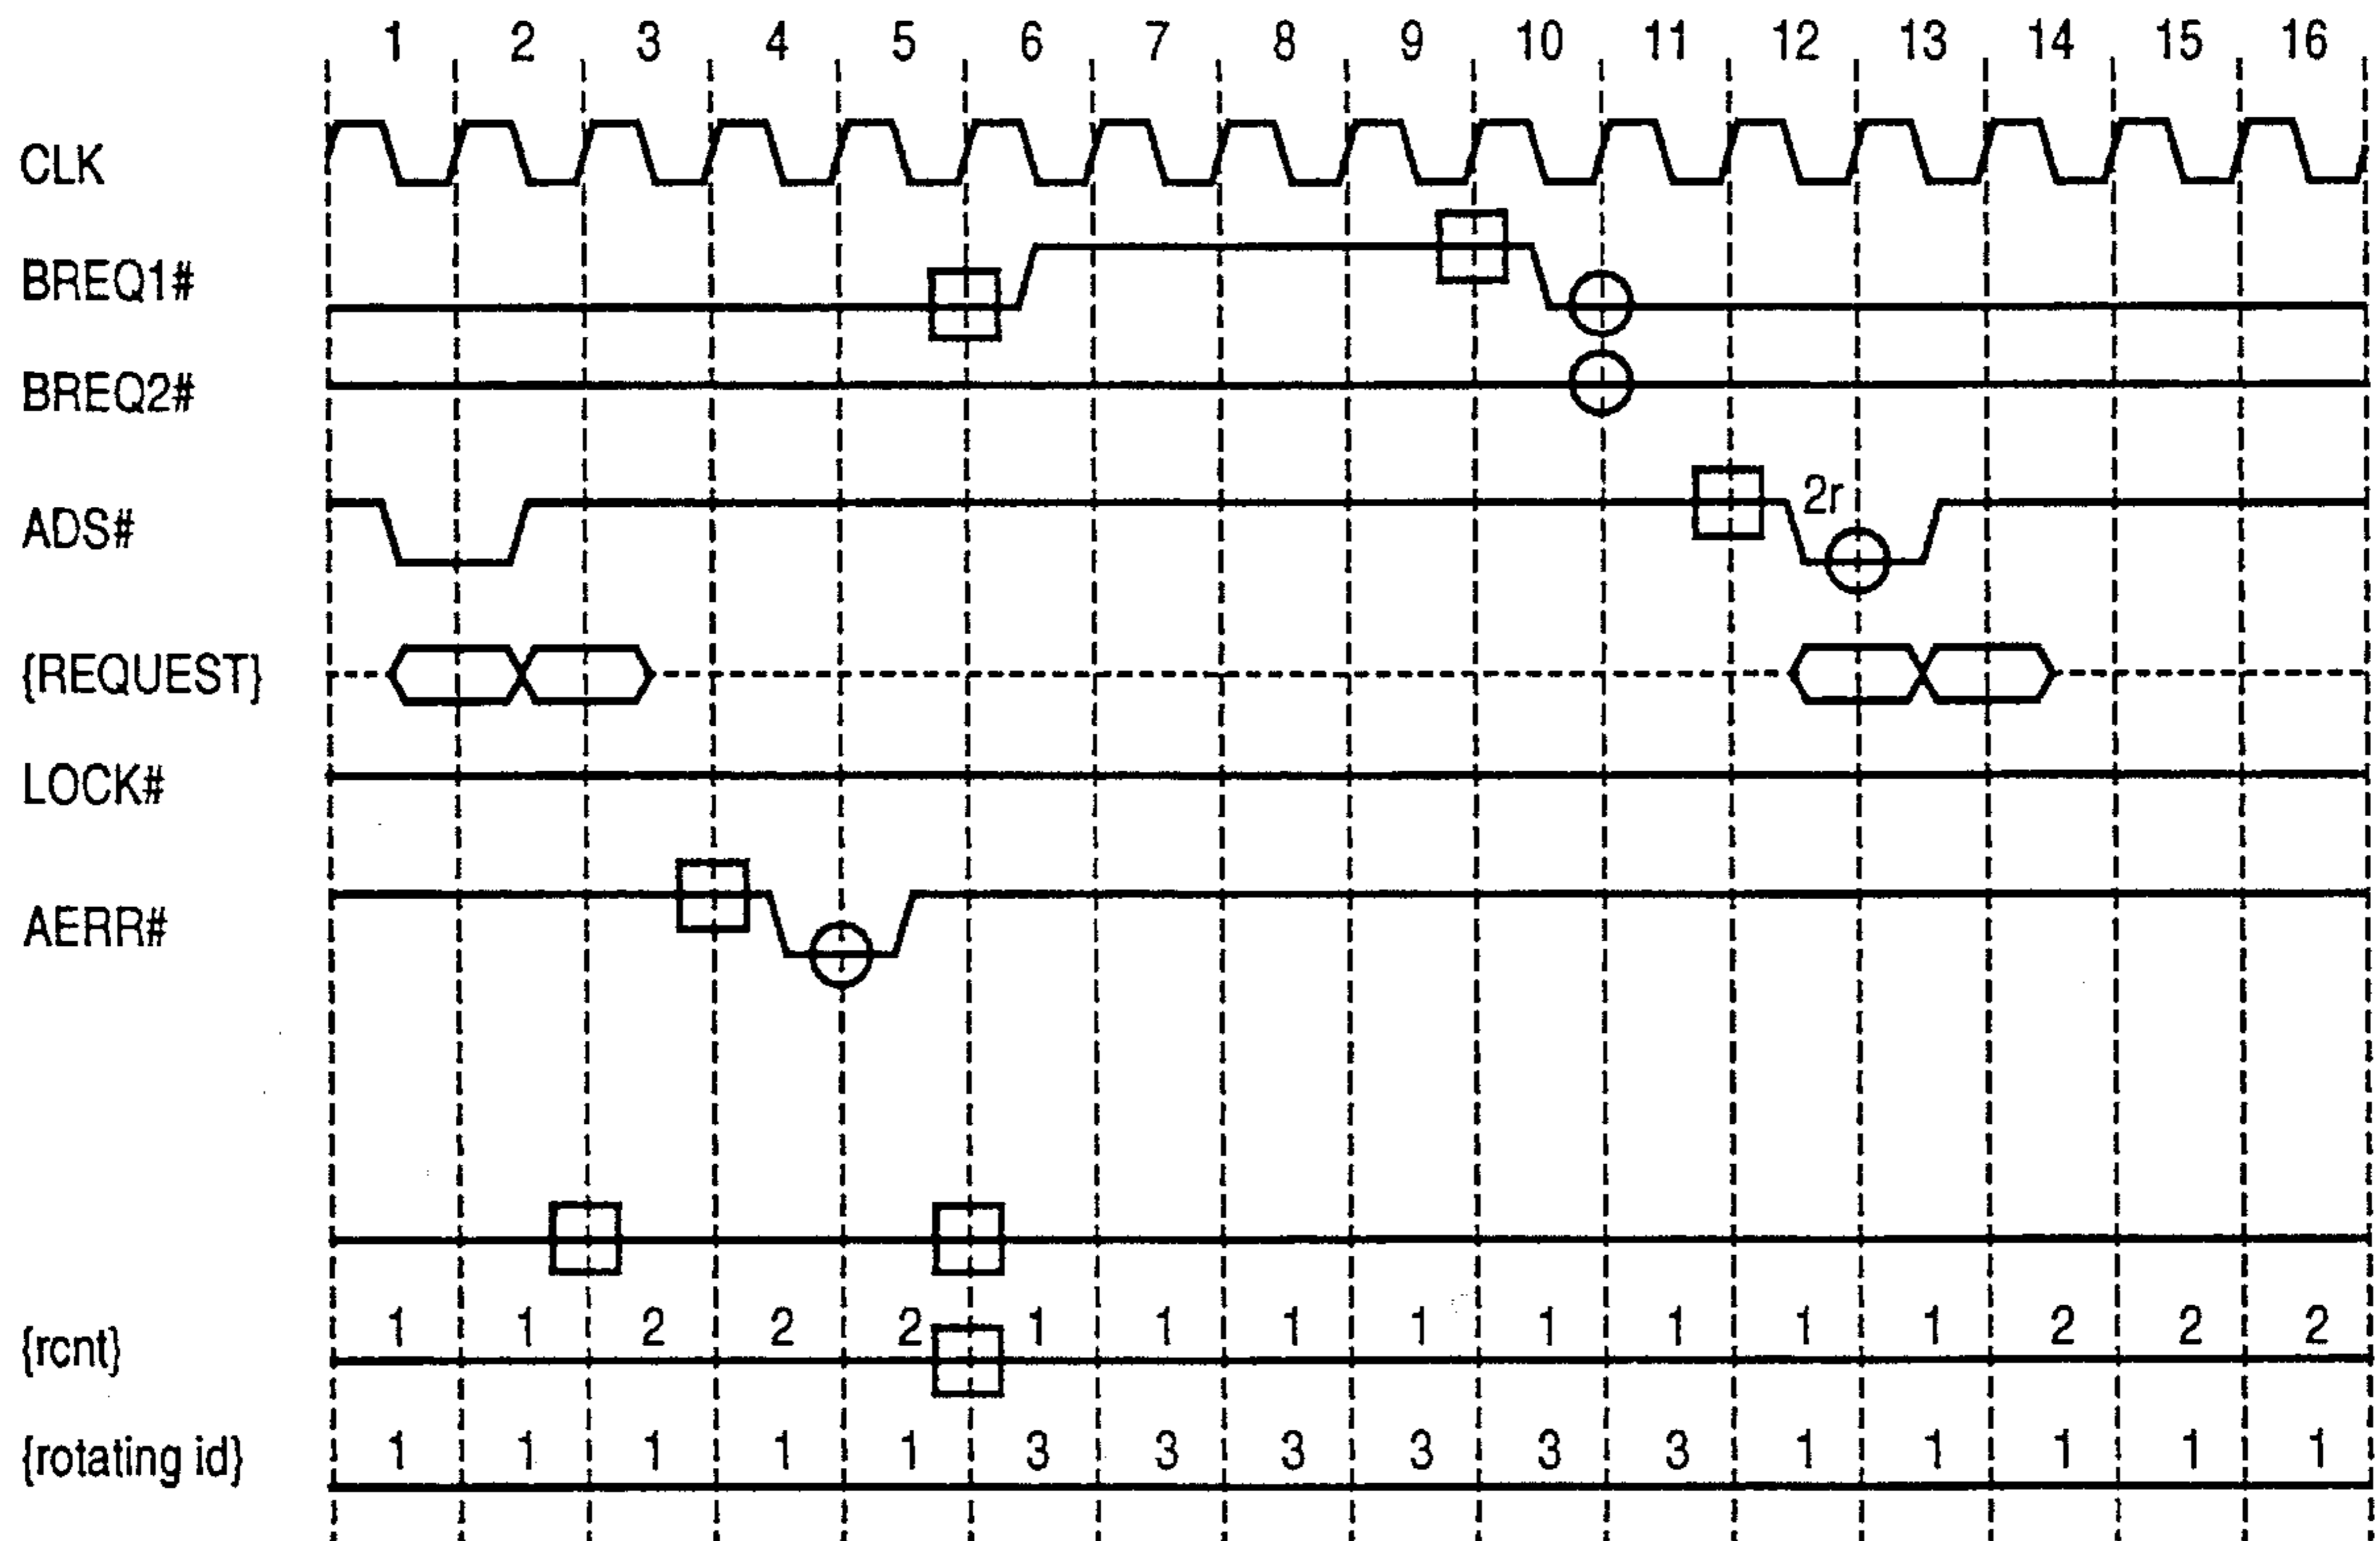 1 2 3 4 5 6 7 8 9 10 11 12 13 14 15 16
CLK
BREQ1#
BREQ2#
ADS# 2r
{REQUEST}
LOCK#
AERR#
{rcnt} 1 1 2 2 2 1 1 1 1 1 1 1 1 2 2 2
{rotating id} 1 1 1 1 1 3 3 3 3 3 3 1 1 1 1 1